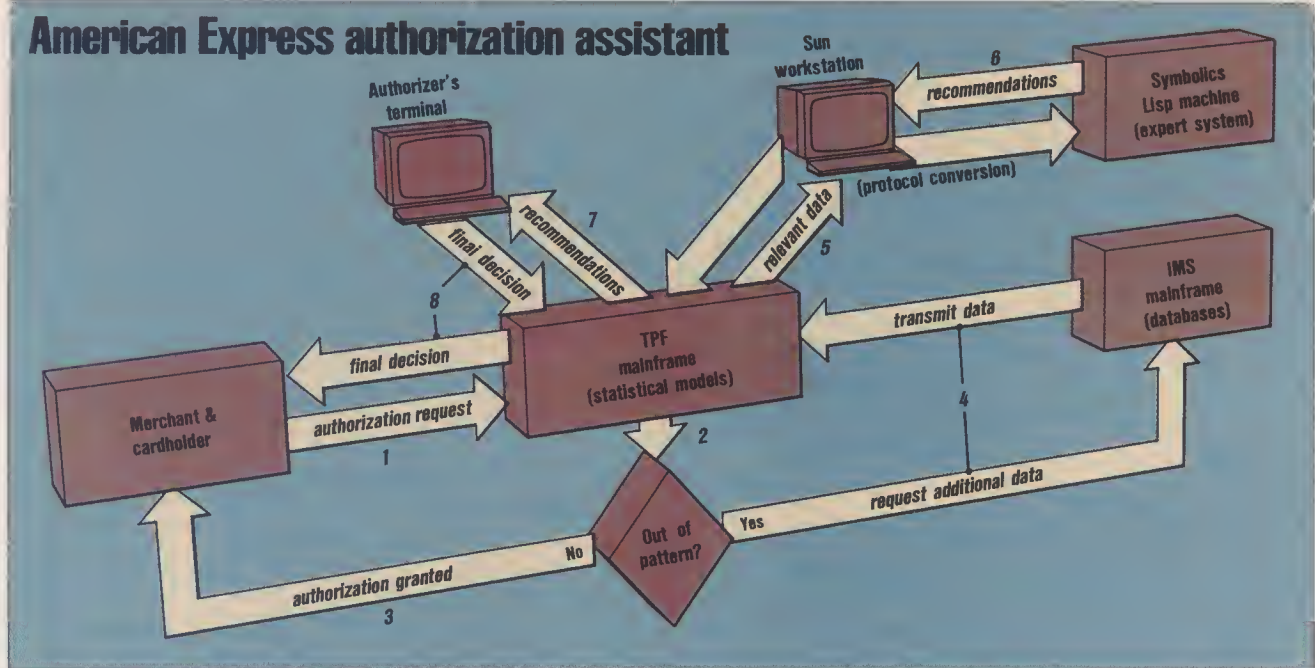 American Express authorization assistant
Authorizer's
terminal
Sun
workstation
6
recommendations
Symbolics
Lisp machine
(expert system)
(protocol conversion)
7
recommendations
final decision
8
relevant data
5
IMS
mainframe
(databases)
transmit data
4
TPF
mainframe
(statistical models)
final decision
Merchant &
cardholder
authorization request
1
2
Out of
pattern?
Yes
request additional data
No
authorization granted
3